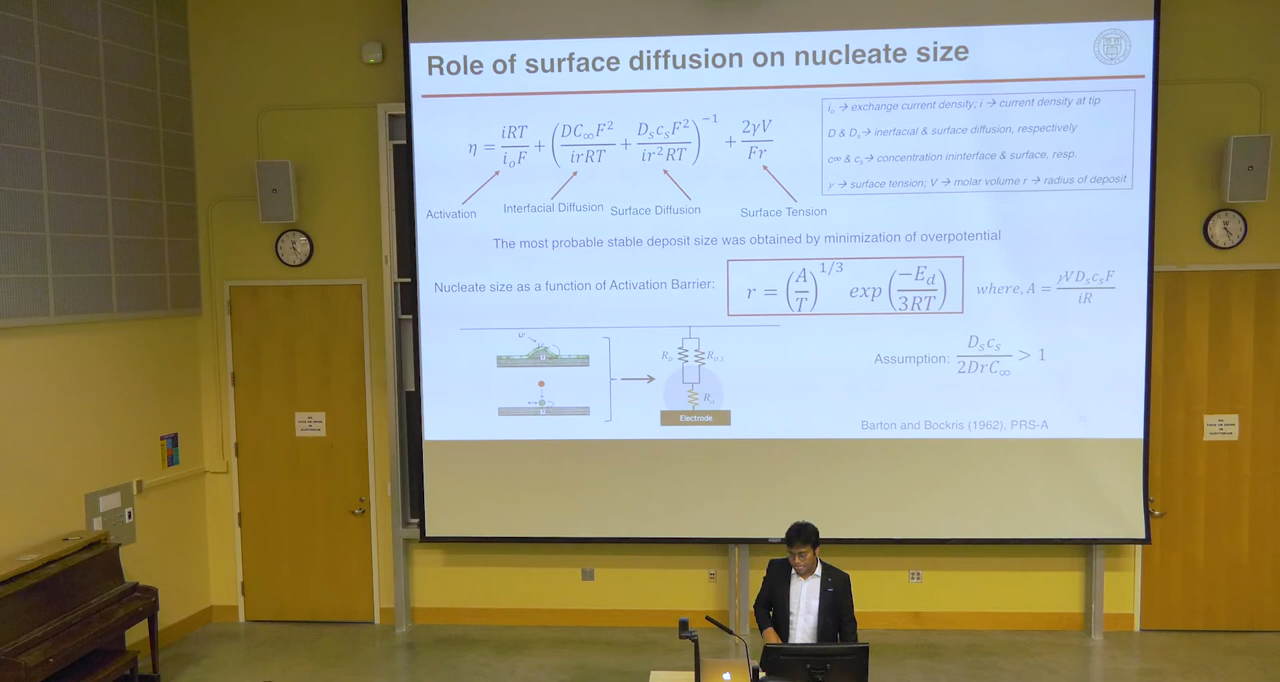 Role of surface diffusion on nucleate size
η = iRT/i₀F + (DC∞F²/irRT + DₛcₛF²/ir²RT)⁻¹ + 2γV/Fr
i₀ → exchange current density; i → current density at tip
D & Dₛ → inerfacial & surface diffusion, respectively
c∞ & cₛ → concentration ininterface & surface, resp.
γ → surface tension; V → molar volume r → radius of deposit
Activation
Interfacial Diffusion
Surface Diffusion
Surface Tension
The most probable stable deposit size was obtained by minimization of overpotential
Nucleate size as a function of Activation Barrier:
r = (A/T)^1/3 exp(−E_d/3RT)
where, A = γVDₛcₛF/iR
Assumption: Dₛcₛ/2DrC∞ > 1
Electrode
Barton and Bockris (1962), PRS-A